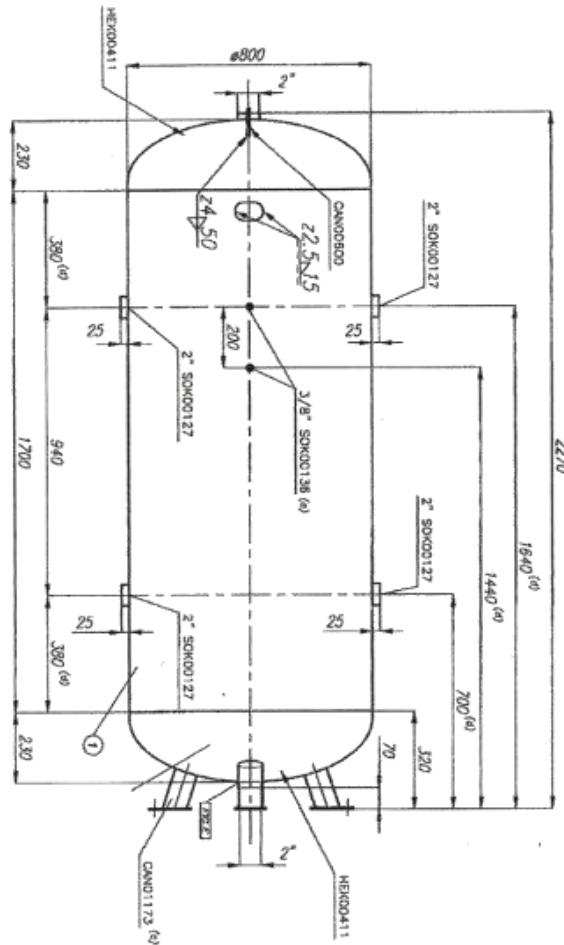 HEK00411
ø800
2"
230
z4 50
CAN00600
z2.5 15
2" SOK00127
380 (d)
25
2" SOK00127
200
25
3/8" SOK00136 (a)
2270
1640 (d)
1440 (d)
940
1700
2" SOK00127
25
2" SOK00127
25
380 (d)
700 (d)
1
230
320
70
2"
CAN01173 (c)
HEK00411